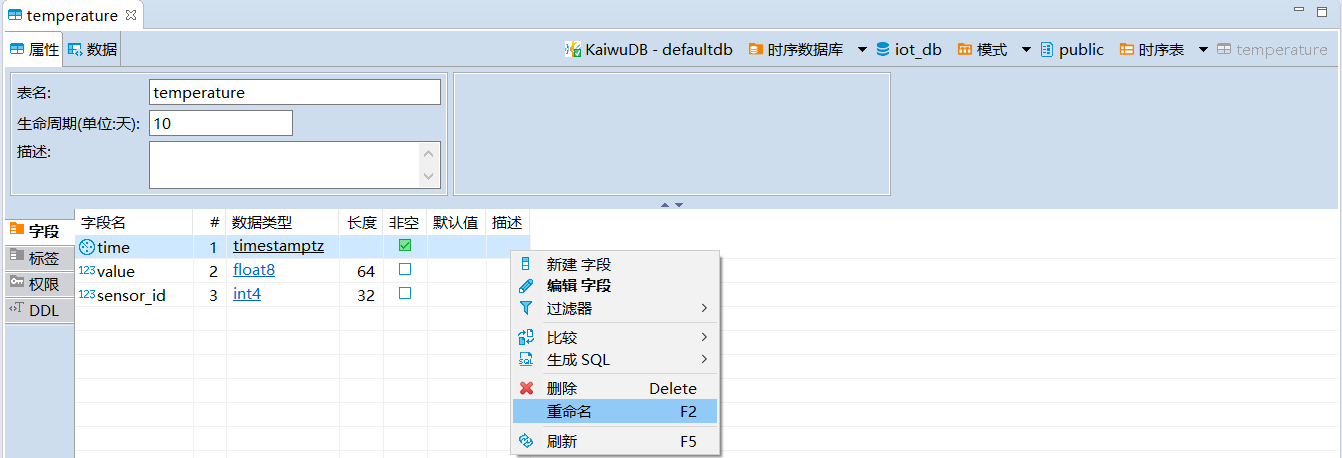 temperature
属性 数据 KaiwuDB - defaultdb 时序数据库 iot_db 模式 public 时序表 temperature
表名: temperature
生命周期(单位:天): 10
描述:
字段名 # 数据类型 长度 非空 默认值 描述
字段
标签
权限
DDL
time 1 timestamptz
123 value 2 float8 64
123 sensor_id 3 int4 32
新建 字段
编辑 字段
过滤器
比较
SQL 生成 SQL
删除 Delete
重命名 F2
刷新 F5